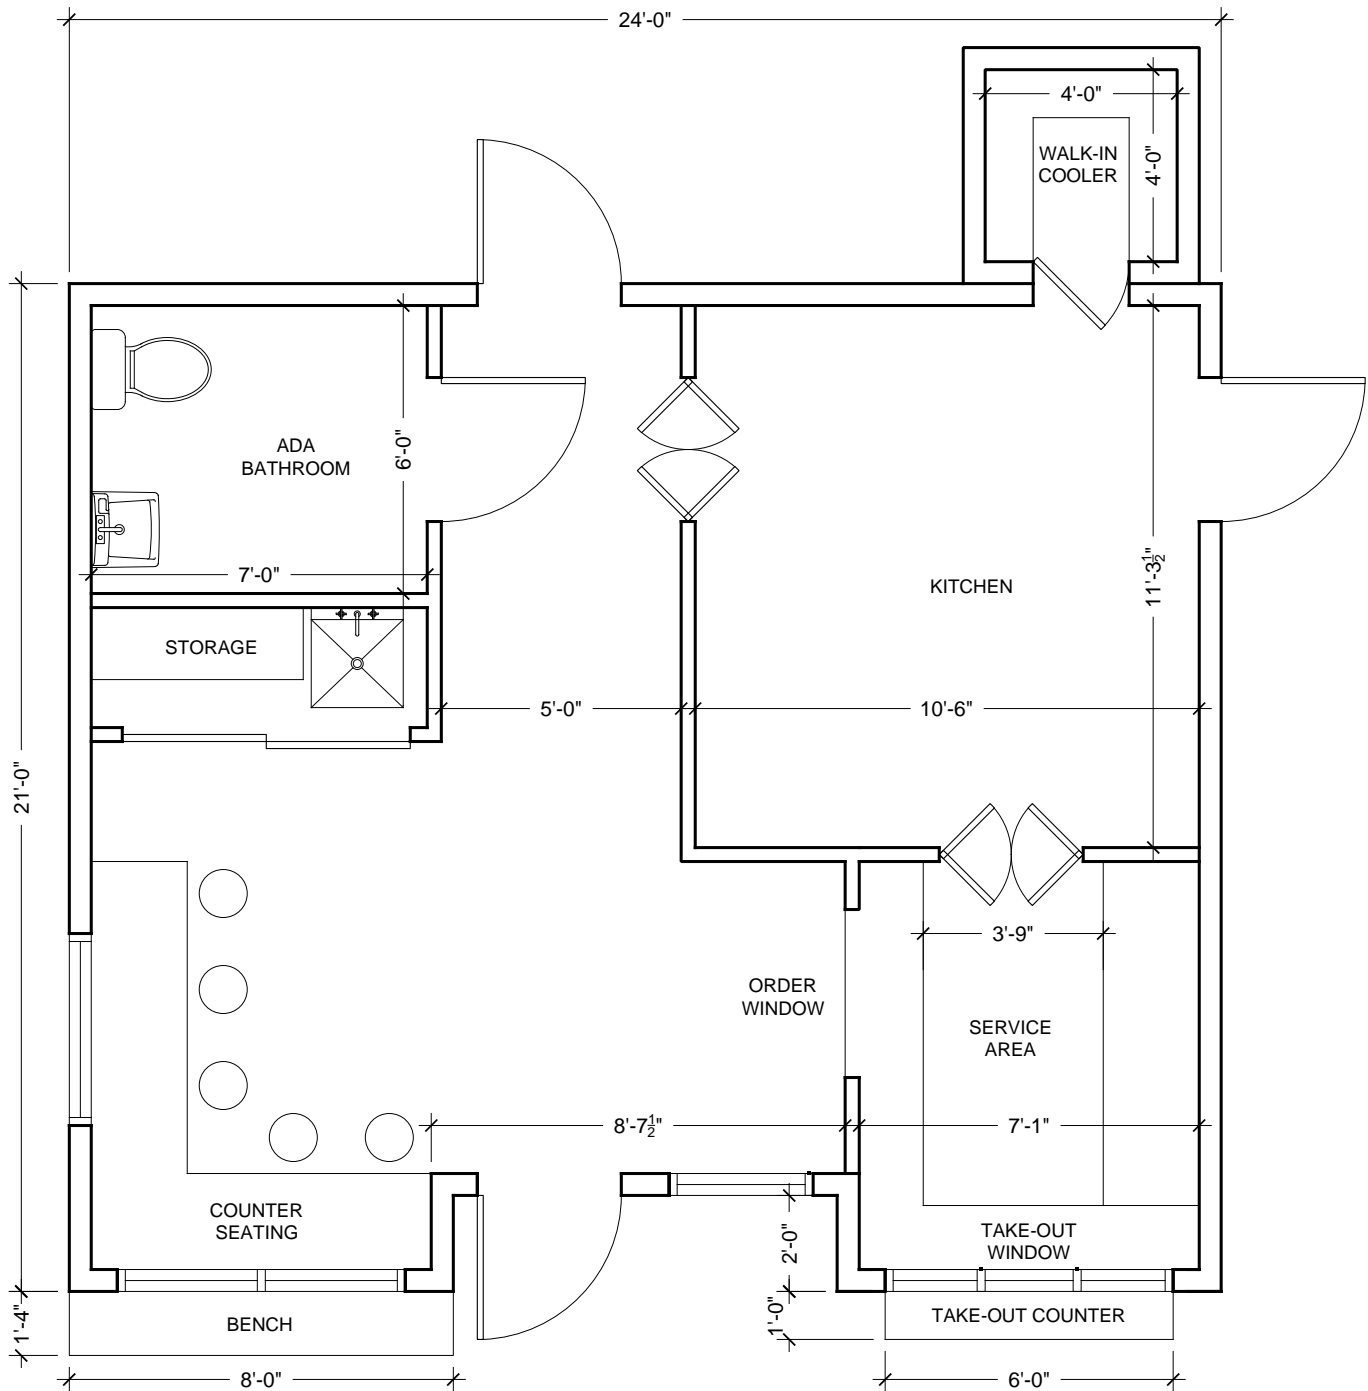 24'-0"
4'-0"
WALK-IN
COOLER
4'-0"
ADA
BATHROOM
6'-0"
7'-0"
KITCHEN
11'-3½"
STORAGE
5'-0"
10'-6"
21'-0"
3'-9"
ORDER
WINDOW
SERVICE
AREA
8'-7½"
7'-1"
COUNTER
SEATING
2'-0"
TAKE-OUT
WINDOW
1'-4"
BENCH
1'-0"
TAKE-OUT COUNTER
8'-0"
6'-0"